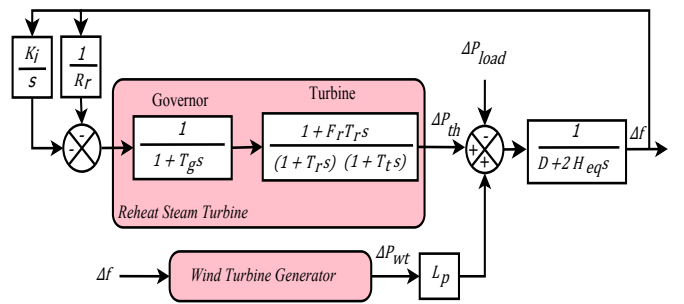 K_i
s
1
R_r
ΔP_load
Governor
Turbine
1
1 + T_g s
1 + F_r T_r s
(1 + T_r s) (1 + T_t s)
ΔP_th
-
-
-
+
+
1
D + 2 H_eq s
Δf
Reheat Steam Turbine
Δf
Wind Turbine Generator
ΔP_wt
L_p